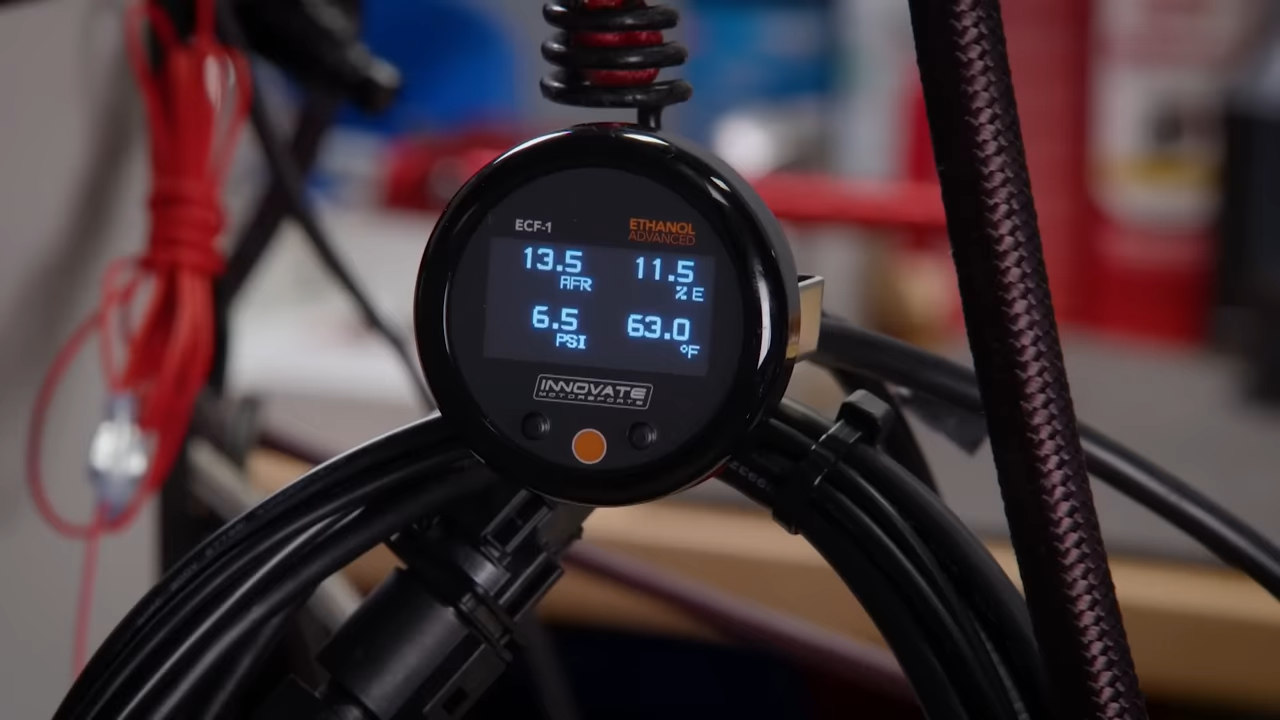 ECF-1
ETHANOL
ADVANCED
13.5
AFR
11.5
% E
6.5
PSI
63.0
°F
INNOVATE
MOTORSPORTS